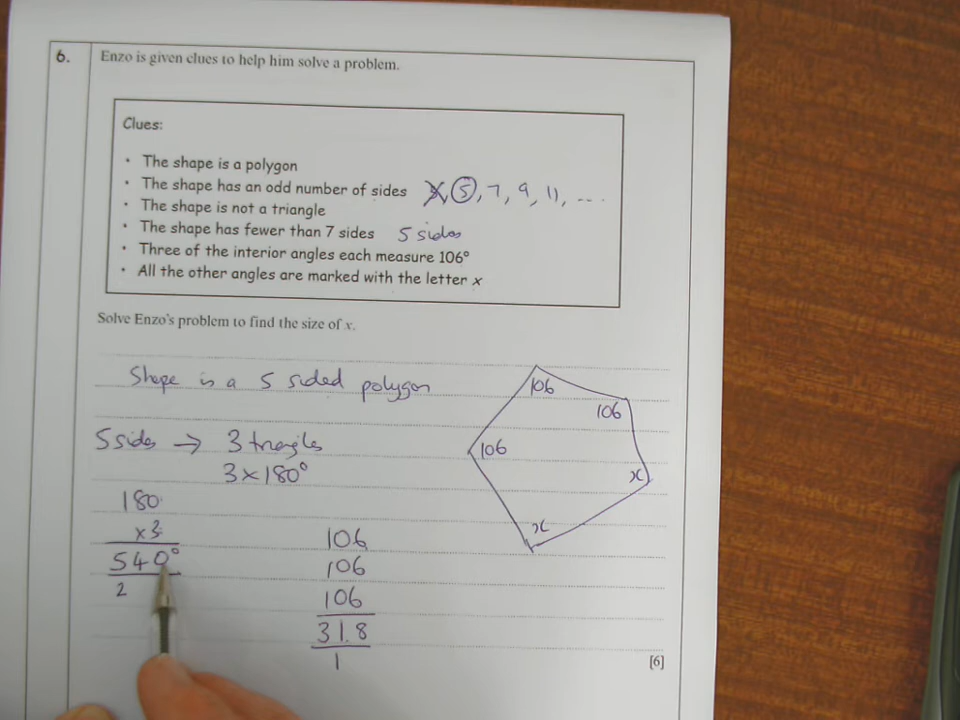 6. Enzo is given clues to help him solve a problem.
Clues:
• The shape is a polygon
• The shape has an odd number of sides 3, 5, 7, 9, 11, ...
• The shape is not a triangle
• The shape has fewer than 7 sides 5 sides
• Three of the interior angles each measure 106°
• All the other angles are marked with the letter x
Solve Enzo's problem to find the size of x.
Shape is a 5 sided polygon
106
106
5 sides → 3 triangles
106
3 x 180°
x
180
x
x3
106
540°
106
2
106
318
1
[6]